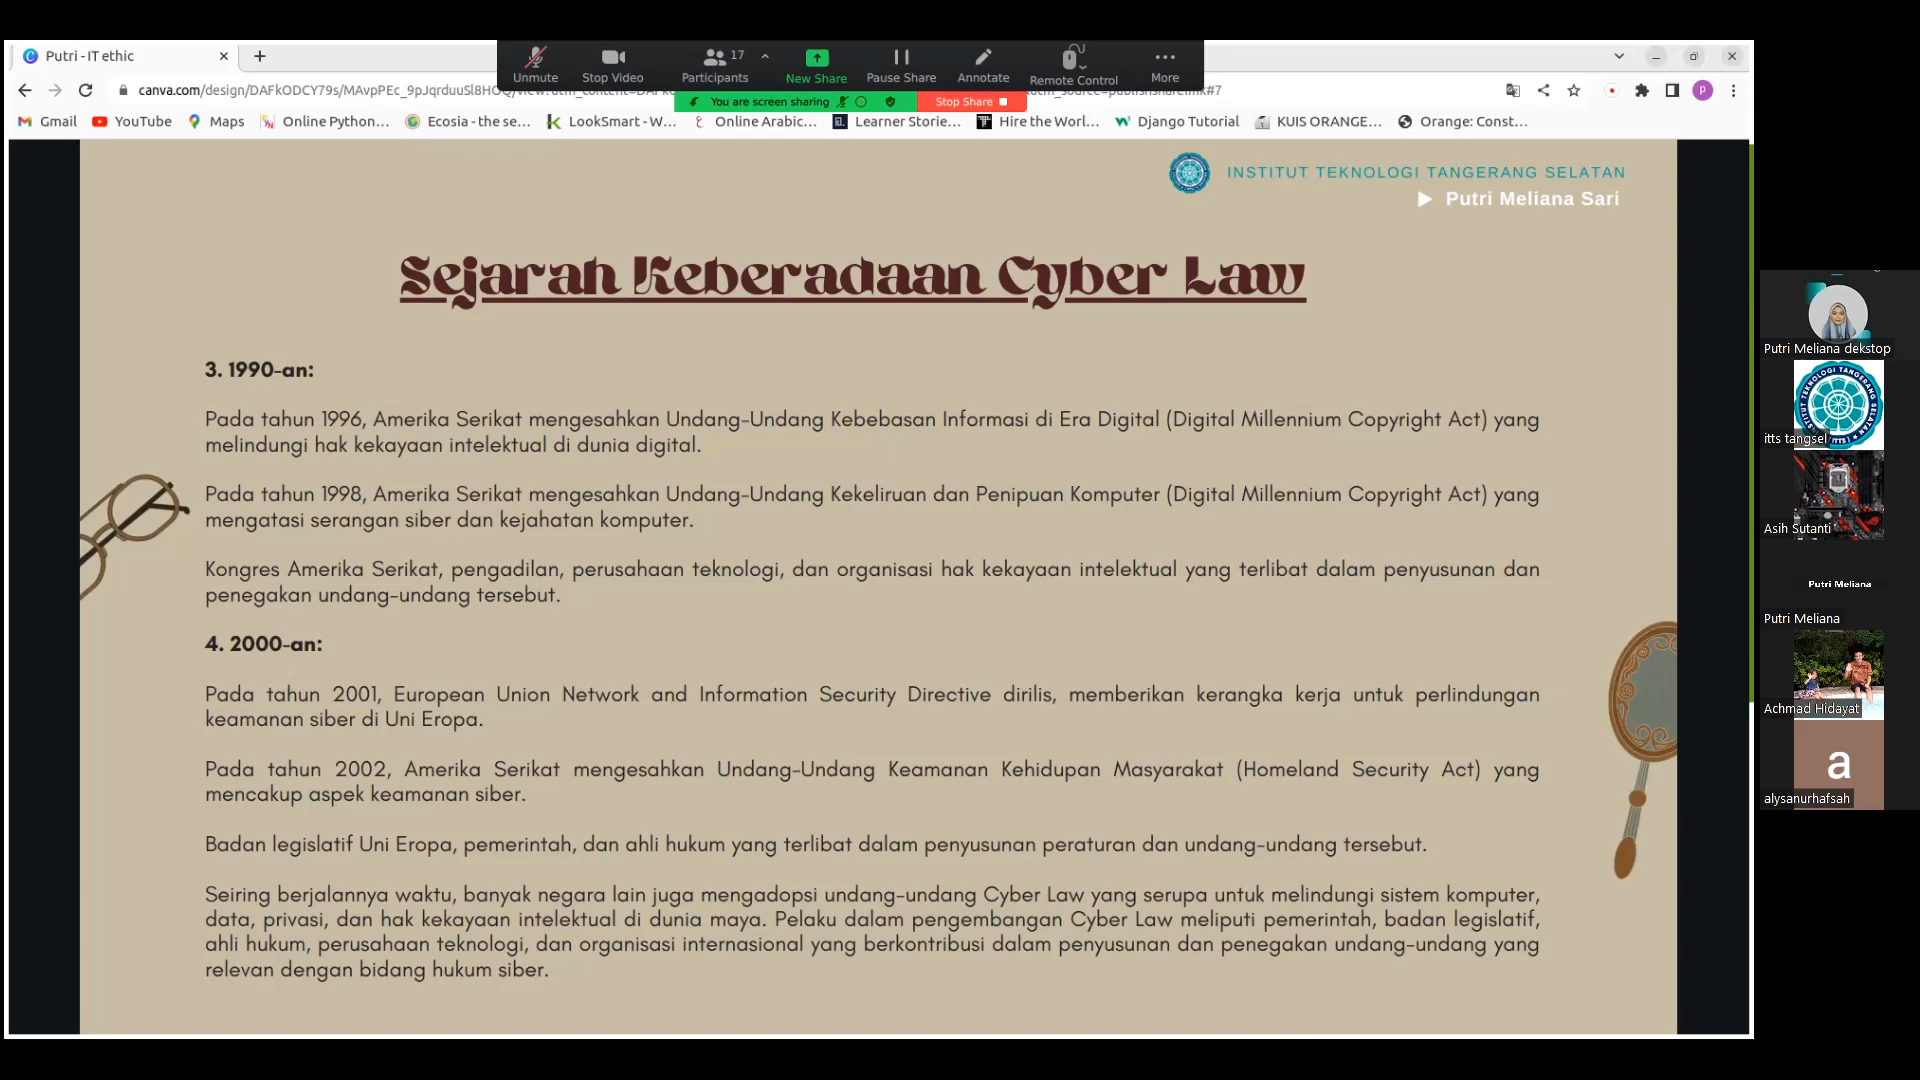 Putri - IT ethic
Unmute
Stop Video
17
Participants
New Share
Pause Share
Annotate
Remote Control
More
You are screen sharing
Stop Share
Gmail
YouTube
Maps
Online Python...
Ecosia - the se...
LookSmart - W...
Online Arabic...
Learner Storie...
Hire the Worl...
Django Tutorial
KUIS ORANGE...
Orange: Const...
INSTITUT TEKNOLOGI TANGERANG SELATAN
Putri Meliana Sari
Sejarah Keberadaan Cyber Law
3. 1990-an:
Pada tahun 1996, Amerika Serikat mengesahkan Undang-Undang Kebebasan Informasi di Era Digital (Digital Millennium Copyright Act) yang
melindungi hak kekayaan intelektual di dunia digital.
Pada tahun 1998, Amerika Serikat mengesahkan Undang-Undang Kekeliruan dan Penipuan Komputer (Digital Millennium Copyright Act) yang
mengatasi serangan siber dan kejahatan komputer.
Kongres Amerika Serikat, pengadilan, perusahaan teknologi, dan organisasi hak kekayaan intelektual yang terlibat dalam penyusunan dan
penegakan undang-undang tersebut.
4. 2000-an:
Pada tahun 2001, European Union Network and Information Security Directive dirilis, memberikan kerangka kerja untuk perlindungan
keamanan siber di Uni Eropa.
Pada tahun 2002, Amerika Serikat mengesahkan Undang-Undang Keamanan Kehidupan Masyarakat (Homeland Security Act) yang
mencakup aspek keamanan siber.
Badan legislatif Uni Eropa, pemerintah, dan ahli hukum yang terlibat dalam penyusunan peraturan dan undang-undang tersebut.
Seiring berjalannya waktu, banyak negara lain juga mengadopsi undang-undang Cyber Law yang serupa untuk melindungi sistem komputer,
data, privasi, dan hak kekayaan intelektual di dunia maya. Pelaku dalam pengembangan Cyber Law meliputi pemerintah, badan legislatif,
ahli hukum, perusahaan teknologi, dan organisasi internasional yang berkontribusi dalam penyusunan dan penegakan undang-undang yang
relevan dengan bidang hukum siber.
Putri Meliana dekstop
itts tangsel
Asih Sutanti
Putri Meliana
Putri Meliana
Achmad Hidayat
a
alysanurhafsah